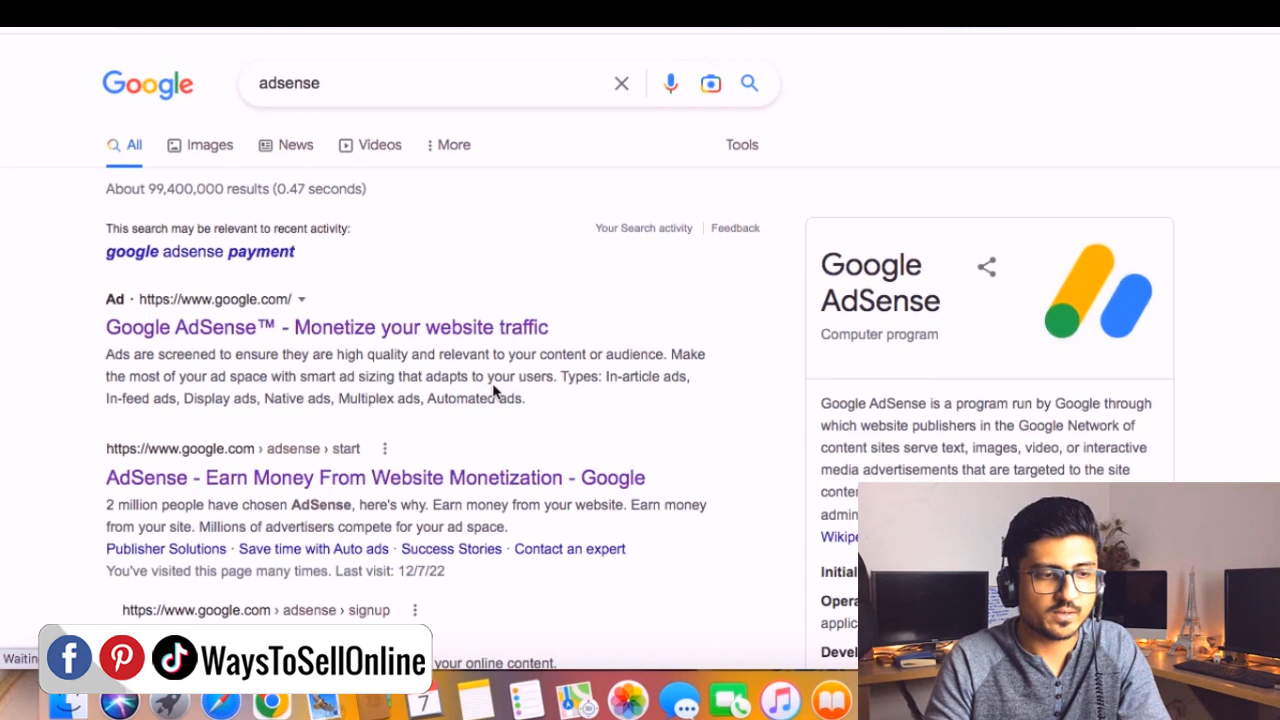 Google
adsense
All
Images
News
Videos
More
Tools
About 99,400,000 results (0.47 seconds)
This search may be relevant to recent activity:
Your Search activity
Feedback
google adsense payment
Ad · https://www.google.com/
Google AdSense™ - Monetize your website traffic
Ads are screened to ensure they are high quality and relevant to your content or audience. Make
the most of your ad space with smart ad sizing that adapts to your users. Types: In-article ads,
In-feed ads, Display ads, Native ads, Multiplex ads, Automated ads.
https://www.google.com › adsense › start
AdSense - Earn Money From Website Monetization - Google
2 million people have chosen AdSense, here's why. Earn money from your website. Earn money
from your site. Millions of advertisers compete for your ad space.
Publisher Solutions · Save time with Auto ads · Success Stories · Contact an expert
You've visited this page many times. Last visit: 12/7/22
https://www.google.com › adsense › signup
your online content.
Google
AdSense
Computer program
Google AdSense is a program run by Google through
which website publishers in the Google Network of
content sites serve text, images, video, or interactive
media advertisements that are targeted to the site
Waiting
WaysToSellOnline
7